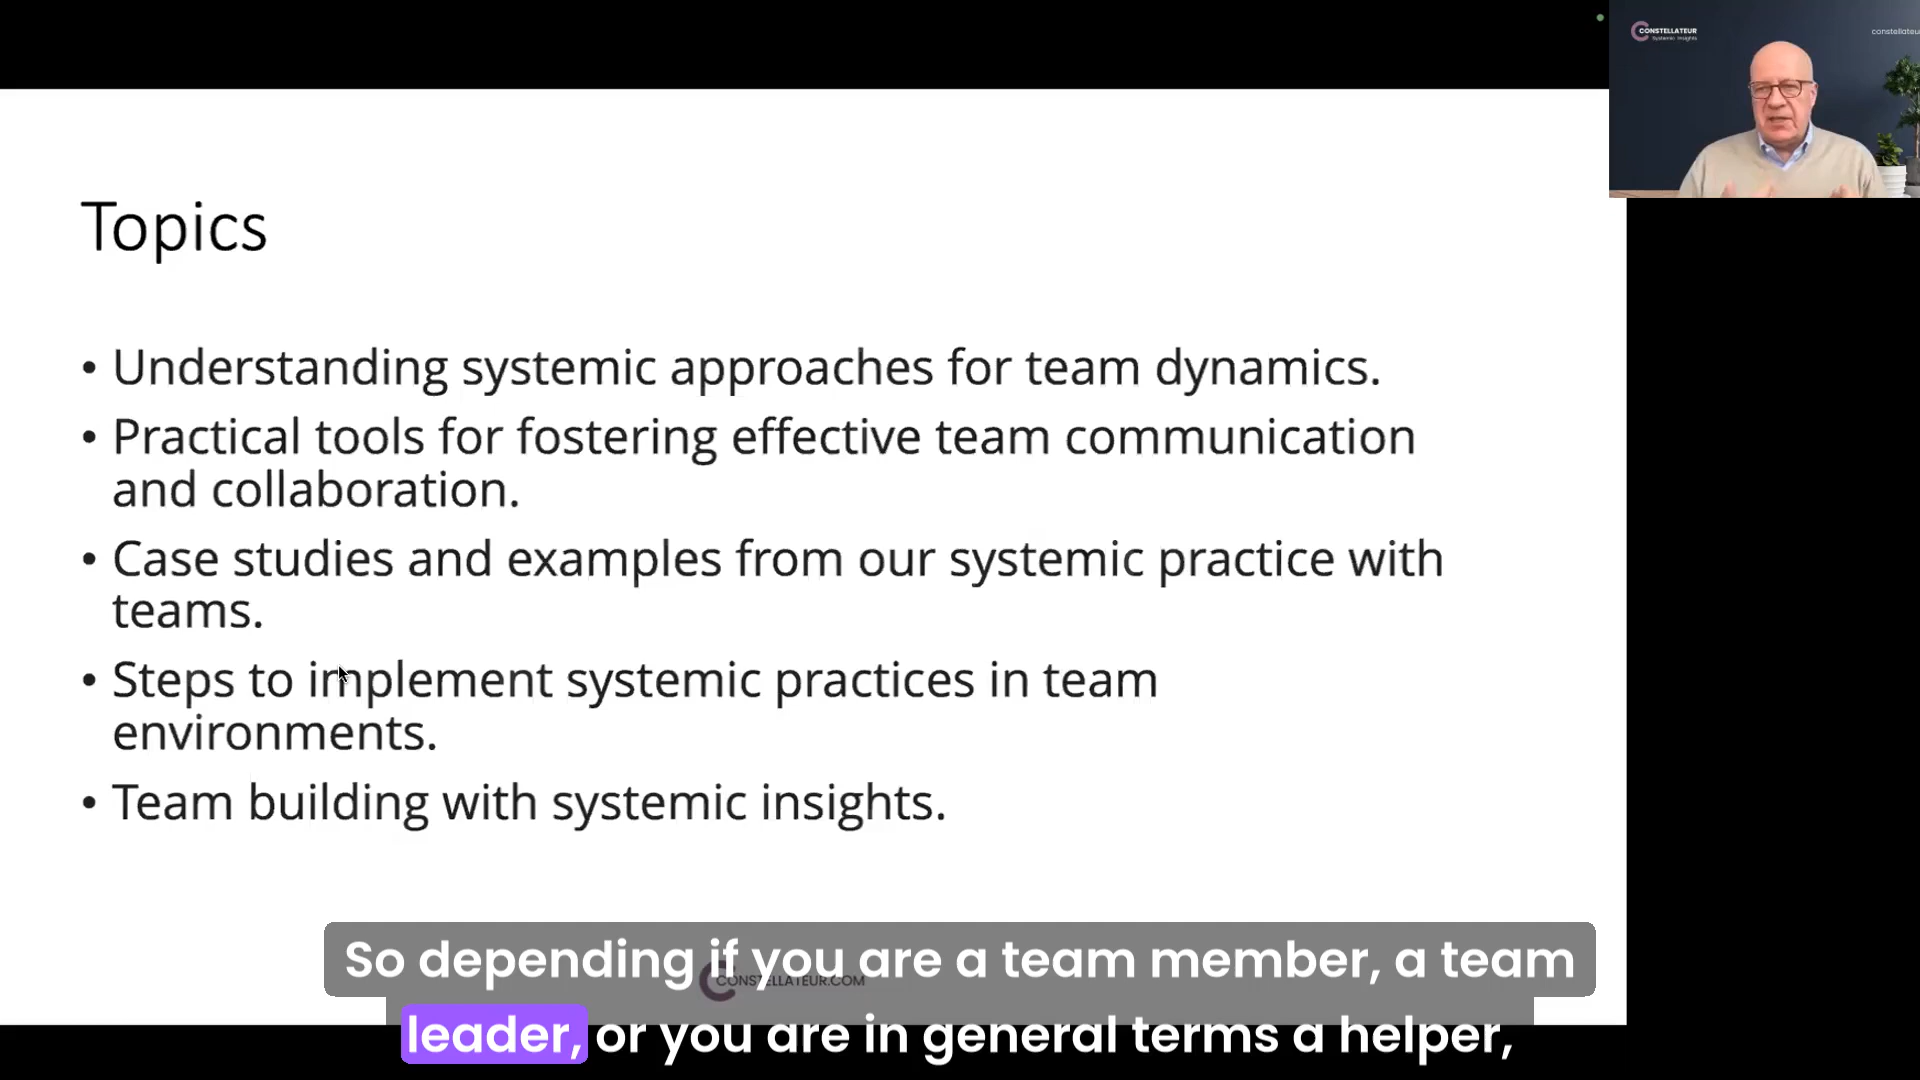 CONSTELLATEUR
Systemic Insights
Topics
• Understanding systemic approaches for team dynamics.
• Practical tools for fostering effective team communication
and collaboration.
• Case studies and examples from our systemic practice with
teams.
• Steps to implement systemic practices in team
environments.
• Team building with systemic insights.
CONSTELLATEUR.COM
So depending if you are a team member, a team
leader, or you are in general terms a helper,